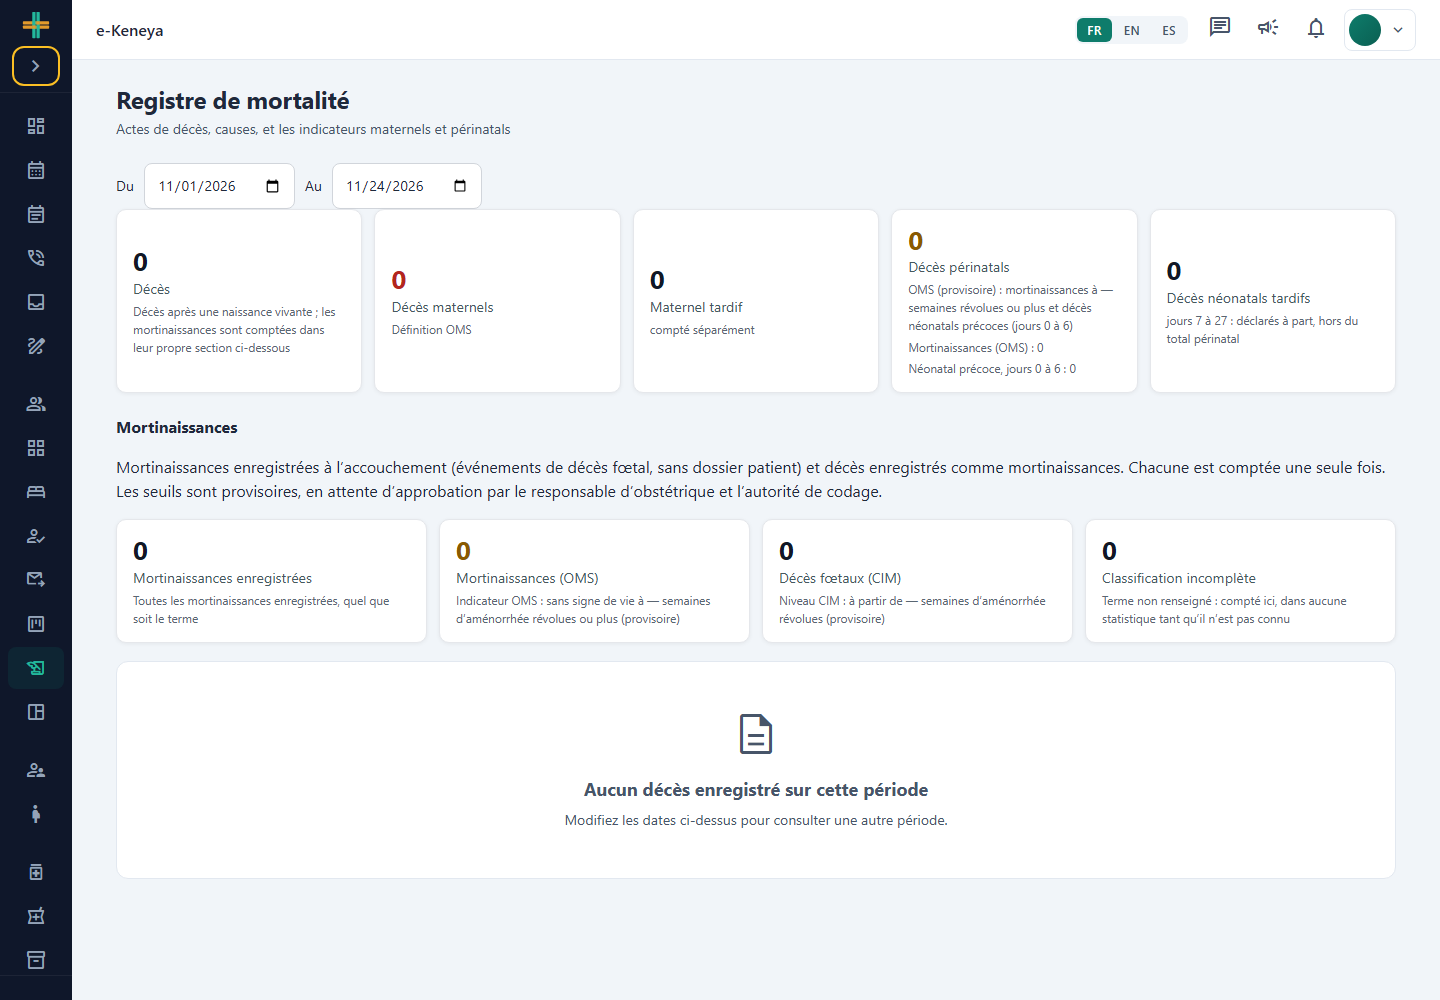 e-Keneya
FR EN ES
Registre de mortalité
Actes de décès, causes, et les indicateurs maternels et périnatals
Du 11/01/2026 Au 11/24/2026
0
Décès
Décès après une naissance vivante ; les
mortinaissances sont comptées dans
leur propre section ci-dessous
0
Décès maternels
Définition OMS
0
Maternel tardif
compté séparément
0
Décès périnatals
OMS (provisoire) : mortinaissances à —
semaines révolues ou plus et décès
néonatals précoces (jours 0 à 6)
Mortinaissances (OMS) : 0
Néonatal précoce, jours 0 à 6 : 0
0
Décès néonatals tardifs
jours 7 à 27 : déclarés à part, hors du
total périnatal
Mortinaissances
Mortinaissances enregistrées à l’accouchement (événements de décès fœtal, sans dossier patient) et décès enregistrés comme mortinaissances. Chacune est comptée une seule fois.
Les seuils sont provisoires, en attente d’approbation par le responsable d’obstétrique et l’autorité de codage.
0
Mortinaissances enregistrées
Toutes les mortinaissances enregistrées, quel que
soit le terme
0
Mortinaissances (OMS)
Indicateur OMS : sans signe de vie à — semaines
d’aménorrhée révolues ou plus (provisoire)
0
Décès fœtaux (CIM)
Niveau CIM : à partir de — semaines d’aménorrhée
révolues (provisoire)
0
Classification incomplète
Terme non renseigné : compté ici, dans aucune
statistique tant qu’il n’est pas connu
Aucun décès enregistré sur cette période
Modifiez les dates ci-dessus pour consulter une autre période.